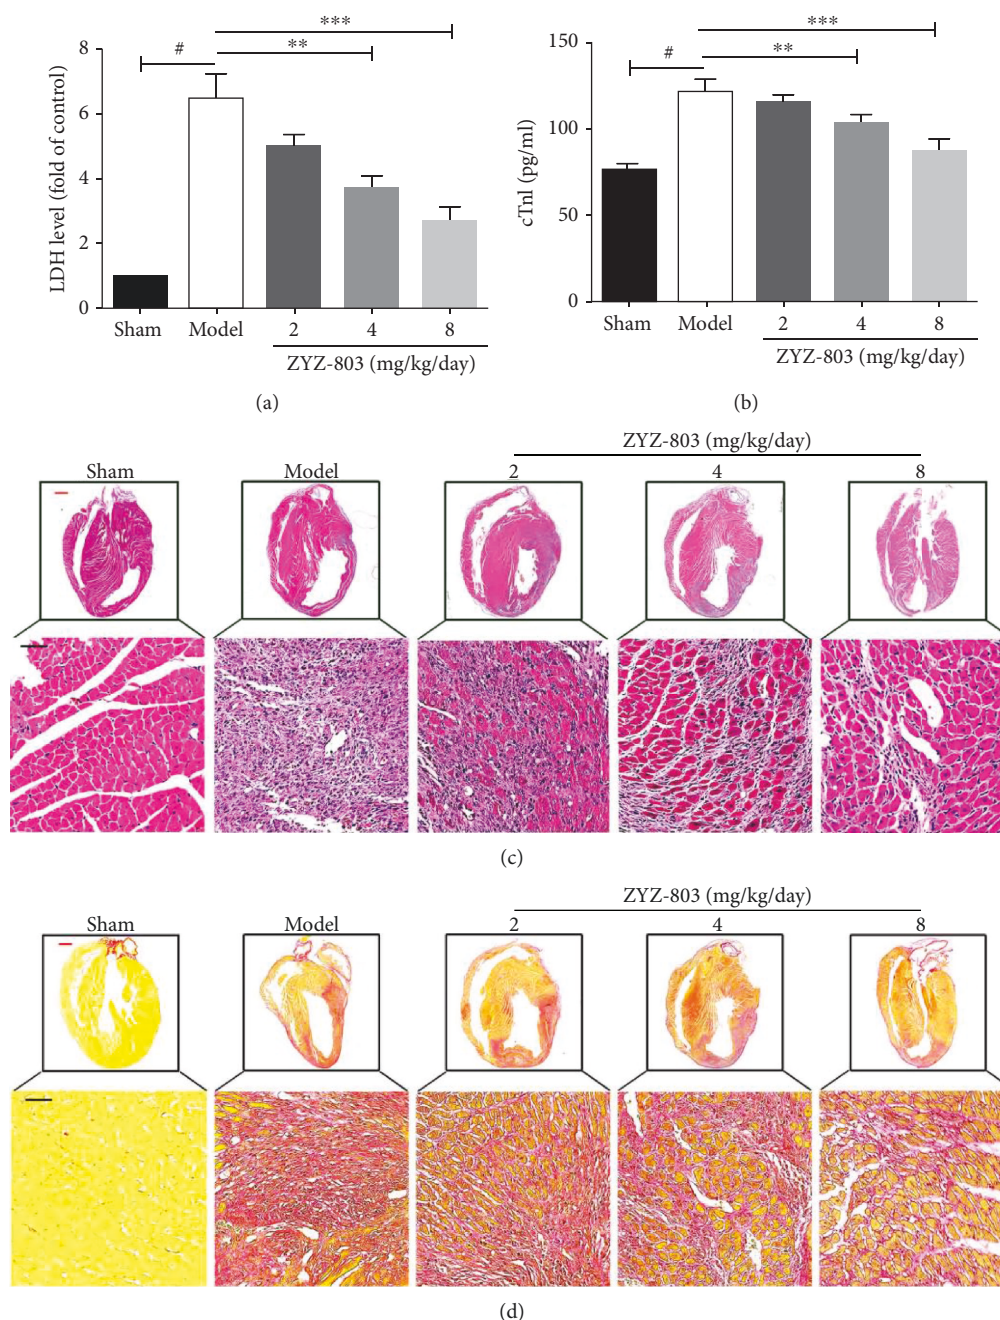 ***
**
#
LDH level (fold of control)
8
6
4
2
0
Sham
Model
2
4
8
ZYZ-803 (mg/kg/day)
(a)
***
**
#
cTnl (pg/ml)
150
100
50
0
Sham
Model
2
4
8
ZYZ-803 (mg/kg/day)
(b)
ZYZ-803 (mg/kg/day)
Sham
Model
2
4
8
(c)
ZYZ-803 (mg/kg/day)
Sham
Model
2
4
8
(d)